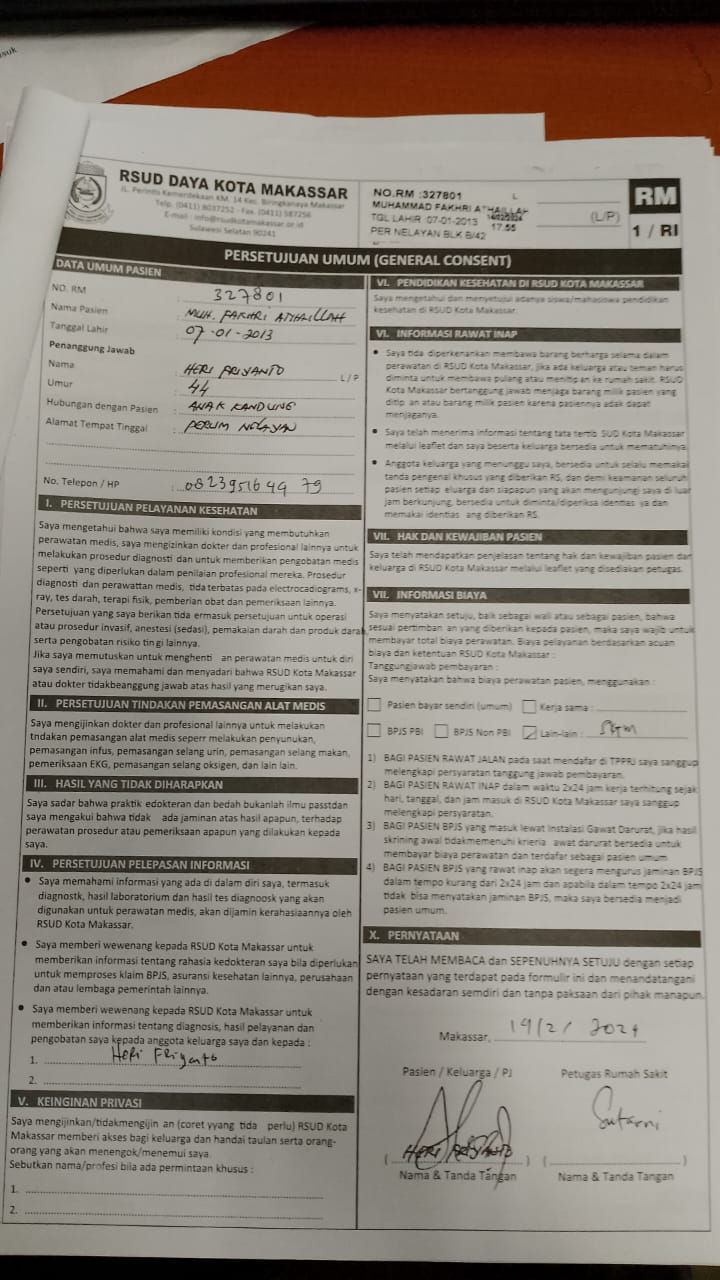 suk
RSUD DAYA KOTA MAKASSAR
JL. Perintis Kemerdekaan KM. 14 Kec. Biringkanaya Makassar
Telp. (0411) 8037252 - Fax. (0411) 587256
E-mail : info@rsudkotamakassar.or.id
Sulawesi Selatan 90241
NO.RM :327801 L
MUHAMMAD FAKHRI ATHAILLAH
TGL LAHIR :07-01-2013 14/02/2024 (L/P)
PER NELAYAN BLK B/42 17.55
RM
1 / RI
PERSETUJUAN UMUM (GENERAL CONSENT)
DATA UMUM PASIEN
NO. RM : 327801
Nama Pasien : MUH. FAKHRI ATHAILLAH
Tanggal Lahir : 07-01-2013
Penanggung Jawab
Nama : HERI PRIYANTO L / P
Umur : 44
Hubungan dengan Pasien : ANAK KANDUNG
Alamat Tempat Tinggal : PERUM NELAYAN
No. Telepon / HP : 082395164979
I. PERSETUJUAN PELAYANAN KESEHATAN
Saya mengetahui bahwa saya memiliki kondisi yang membutuhkan
perawatan medis, saya mengizinkan dokter dan profesional lainnya untuk
melakukan prosedur diagnosti dan untuk memberikan pengobatan medis
seperti yang diperlukan dalam penilaian profesional mereka. Prosedur
diagnosti dan perawattan medis, tida terbatas pada electrocadiograms, x-
ray, tes darah, terapi fisik, pemberian obat dan pemeriksaan lainnya.
Persetujuan yang saya berikan tida ermasuk persetujuan untuk operasi
atau prosedur invasif, anestesi (sedasi), pemakaian darah dan produk darah
serta pengobatan risiko tingi lainnya.
Jika saya memutuskan untuk menghenti an perawatan medis untuk diri
saya sendiri, saya memahami dan menyadari bahwa RSUD Kota Makassar
atau dokter tidakbeanggung jawab atas hasil yang merugikan saya.
II. PERSETUJUAN TINDAKAN PEMASANGAN ALAT MEDIS
Saya mengijinkan dokter dan profesional lainnya untuk melakukan
tndakan pemasangan alat medis seperr melakukan penyunukan,
pemasangan infus, pemasangan selang urin, pemasangan selang makan,
pemeriksaan EKG, pemasangan selang oksigen, dan lain lain.
III. HASIL YANG TIDAK DIHARAPKAN
Saya sadar bahwa praktik edokteran dan bedah bukanlah ilmu passtdan
saya mengakui bahwa tidak ada jaminan atas hasil apapun, terhadap
perawatan prosedur atau pemeriksaan apapun yang dilakukan kepada
saya.
IV. PERSETUJUAN PELEPASAN INFORMASI
• Saya memahami informasi yang ada di dalam diri saya, termasuk
diagnostk, hasil laboratorium dan hasil tes diagnoosk yang akan
digunakan untuk perawatan medis, akan dijamin kerahasiaannya oleh
RSUD Kota Makassar.
• Saya memberi wewenang kepada RSUD Kota Makassar untuk
memberikan informasi tentang rahasia kedokteran saya bila diperlukan
untuk memproses klaim BPJS, asuransi kesehatan lainnya, perusahaan
dan atau lembaga pemerintah lainnya.
• Saya memberi wewenang kepada RSUD Kota Makassar untuk
memberikan informasi tentang diagnosis, hasil pelayanan dan
pengobatan saya kepada anggota keluarga saya dan kepada :
1. Heri Friyanto
2.
V. KEINGINAN PRIVASI
Saya mengijinkan/tidakmengijin an (coret yyang tida perlu) RSUD Kota
Makassar memberi akses bagi keluarga dan handai taulan serta orang-
orang yang akan menengok/menemui saya.
Sebutkan nama/profesi bila ada permintaan khusus :
1.
2.
VI. PENDIDIKAN KESEHATAN DI RSUD KOTA MAKASSAR
Saya mengetahui dan menyetujui adanya siswa/mahasiswa pendidikan
kesehatan di RSUD Kota Makassar.
VI. INFORMASI RAWAT INAP
• Saya tida diperkenankan membawa barang berharga selama dalam
perawatan di RSUD Kota Makassar, jika ada keluarga atau teman harus
diminta untuk membawa pulang atau menitip an ke rumah sakit. RSUD
Kota Makassar bertanggung jawab menjaga barang milik pasien yang
ditip an atau barang milik pasien karena pasiennya adak dapat
menjaganya.
• Saya telah menerima informasi tentang tata tertb SUD Kota Makassar
melalui leaflet dan saya beserta keluarga bersedia untuk mematuhinya.
• Anggota keluarga yang menunggu saya, bersedia untuk selalu memakai
tanda pengenal khusus yang diberikan RS, dan demi keamanan seluruh
pasien setiap eluarga dan siapapun yang akan mengunjungi saya di luar
jam berkunjung, bersedia untuk diminta/diperiksa identies ya dan
memakai identias ang diberikan RS.
VII. HAK DAN KEWAJIBAN PASIEN
Saya telah mendapatkan penjelasan tentang hak dan kewajiban pasien dan
keluarga di RSUD Kota Makassar melalui leaflet yang disediakan petugas.
VII. INFORMASI BIAYA
Saya menyatakan setuju, baik sebagai wali atau sebagai pasien, bahwa
sesuai pertimban an yang diberikan kepada pasien, maka saya wajib untuk
membayar total biaya perawatan. Biaya pelayanan berdasarkan acuan
biaya dan ketentuan RSUD Kota Makassar :
Tanggungjawab pembayaran :
Saya menyatakan bahwa biaya perawatan pasien, menggunakan :
Pasien bayar sendiri (umum) Kerja sama :
BPJS PBI BPJS Non PBI Lain-lain :
1) BAGI PASIEN RAWAT JALAN pada saat mendafar di TPPRJ saya sanggup
melengkapi persyaratan tanggung jawab pembayaran.
2) BAGI PASIEN RAWAT INAP dalam waktu 2x24 jam kerja terhitung sejak
hari, tanggal, dan jam masuk di RSUD Kota Makassar saya sanggup
melengkapi persyaratan.
3) BAGI PASIEN BPJS yang masuk lewat Instalasi Gawat Darurat, jika hasil
skrining awal tidakmemenuhi krieria awat darurat bersedia untuk
membayar biaya perawatan dan terdafar sebagai pasien umum
4) BAGI PASIEN BPJS yang rawat inap akan segera mengurus jaminan BPJS
dalam tempo kurang dari 2x24 jam dan apabila dalam tempo 2x24 jam
tidak bisa menyatakan jaminan BPJS, maka saya bersedia menjadi
pasien umum.
X. PERNYATAAN
SAYA TELAH MEMBACA dan SEPENUHNYA SETUJU dengan setiap
pernyataan yang terdapat pada formulir ini dan menandatangani
dengan kesadaran semdiri dan tanpa paksaan dari pihak manapun.
Makassar, 19/2/2024
Pasien / Keluarga / PJ Petugas Rumah Sakit
Sutarni
(HERI PRIYANTO) ( )
Nama & Tanda Tangan Nama & Tanda Tangan